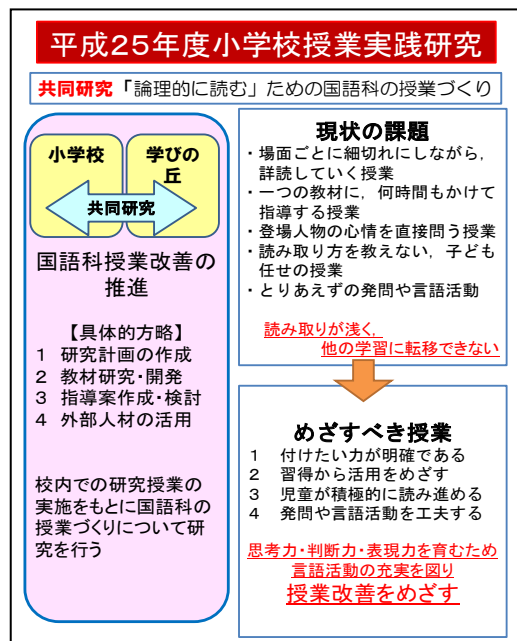 平成２５年度小学校授業実践研究
共同研究「論理的に読む」ための国語科の授業づくり
小学校
学びの
丘
共同研究
国語科授業改善の
推進
【具体的方略】
１　研究計画の作成
２　教材研究・開発
３　指導案作成・検討
４　外部人材の活用
校内での研究授業の
実施をもとに国語科の
授業づくりについて研
究を行う
現状の課題
・場面ごとに細切れにしながら，
詳読していく授業
・一つの教材に，何時間もかけて
指導する授業
・登場人物の心情を直接問う授業
・読み取り方を教えない，子ども
任せの授業
・とりあえずの発問や言語活動
読み取りが浅く，
他の学習に転移できない
めざすべき授業
１　付けたい力が明確である
２　習得から活用をめざす
３　児童が積極的に読み進める
４　発問や言語活動を工夫する
思考力・判断力・表現力を育むため
言語活動の充実を図り
授業改善をめざす